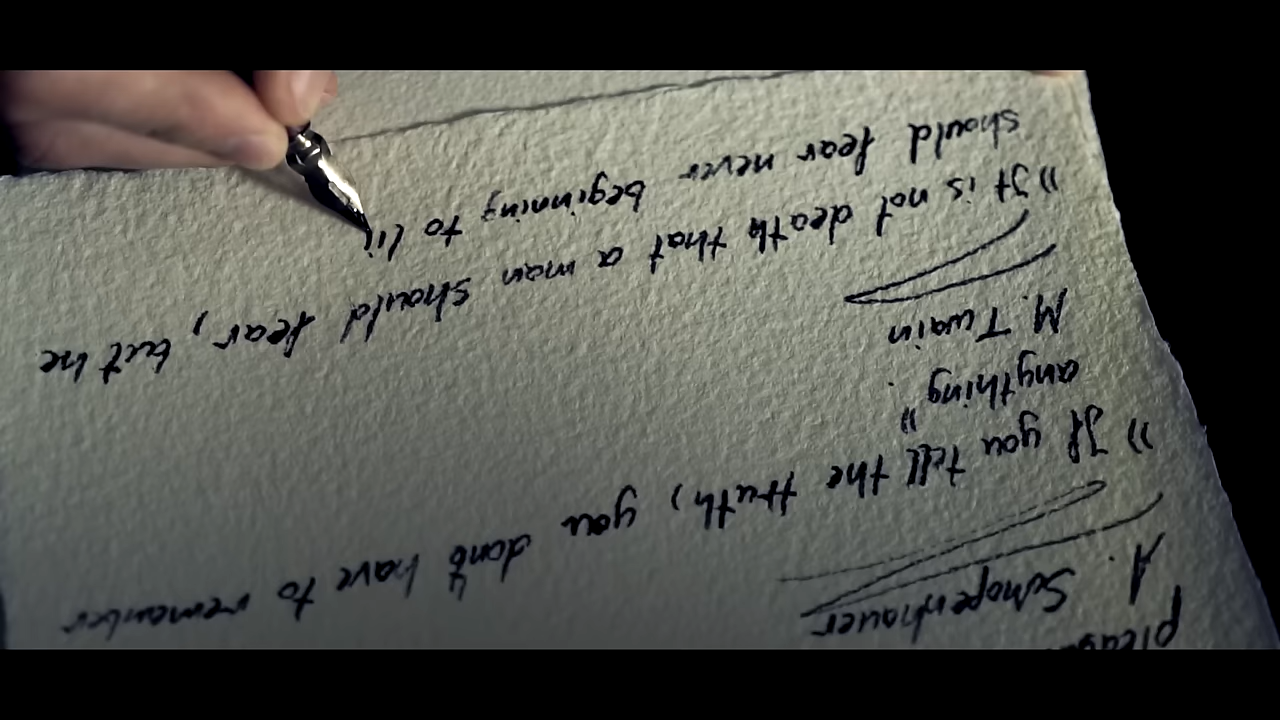 pleas
A. Schopenhauer
"If you tell the truth, you don't have to remember
anything".
M. Twain
"It is not death that a man should fear, but he
should fear never beginning to li